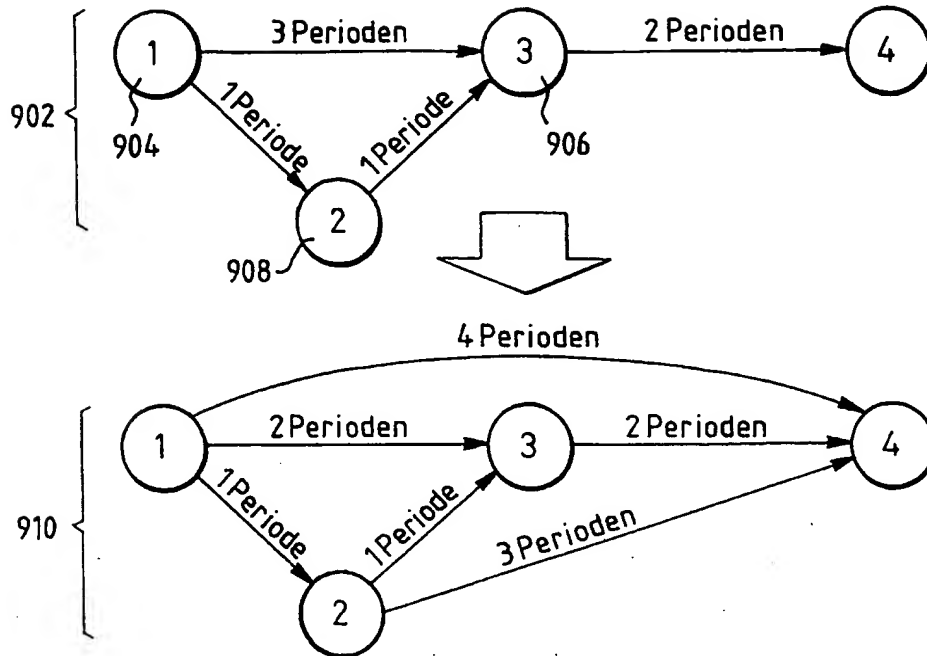 1
3 Perioden
3
2 Perioden
4
902
904
1 Periode
1 Periode
906
2
908
4 Perioden
1
2 Perioden
3
2 Perioden
4
910
1 Periode
1 Periode
3 Perioden
2